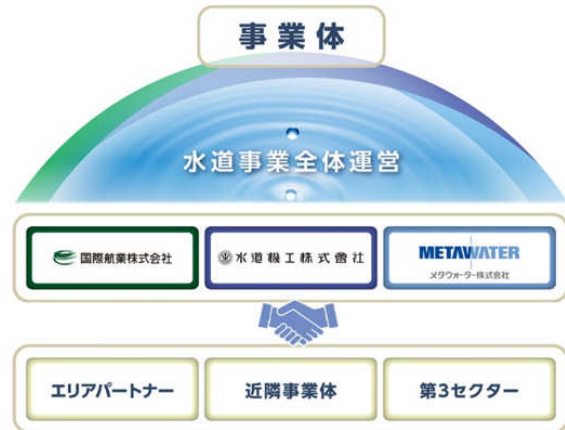 事業体
水道事業全体運営
国際航業株式会社
水道機工株式會社
METAWATER
メタウォーター株式会社
エリアパートナー
近隣事業体
第3セクター